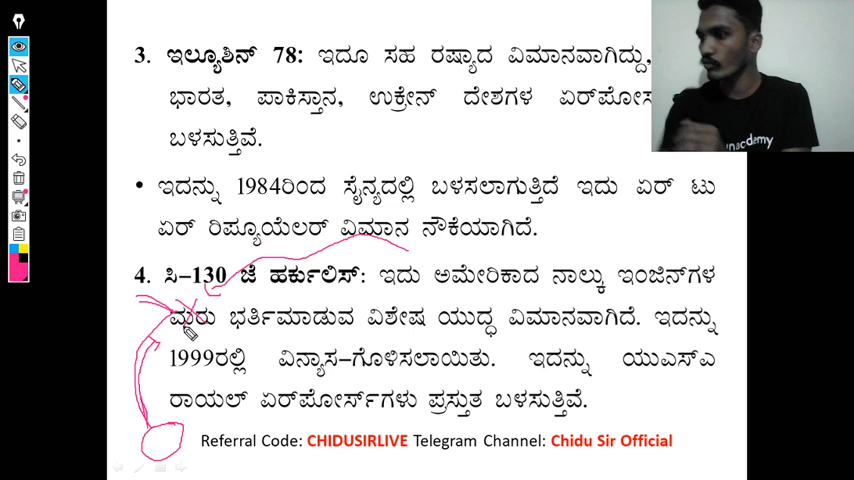 3. ಇಲ್ಯೂಶಿನ್ 78: ಇದೂ ಸಹ ರಷ್ಯಾದ ವಿಮಾನವಾಗಿದ್ದು,
ಭಾರತ, ಪಾಕಿಸ್ತಾನ, ಉಕ್ರೇನ್ ದೇಶಗಳ
ಬಳಸುತ್ತಿವೆ.
• ಇದನ್ನು 1984ರಿಂದ ಸೈನ್ಯದಲ್ಲಿ ಬಳಸಲಾಗುತ್ತಿದೆ ಇದು ಏರ್ ಟು
ಏರ್ ರಿಪ್ಯೂಯೆಲರ್ ವಿಮಾನ ನೌಕೆಯಾಗಿದೆ.
4. ಸಿ-130 ಜೆ ಹರ್ಕುಲಿಸ್: ಇದು ಅಮೇರಿಕಾದ ನಾಲ್ಕು ಇಂಜಿನ್‌ಗಳ
ಮರು ಭರ್ತಿಮಾಡುವ ವಿಶೇಷ ಯುದ್ಧ ವಿಮಾನವಾಗಿದೆ. ಇದನ್ನು
1999ರಲ್ಲಿ ವಿನ್ಯಾಸ-ಗೊಳಿಸಲಾಯಿತು. ಇದನ್ನು ಯುಎಸ್ಎ
ರಾಯಲ್ ಏರ್‌ಪೋರ್ಸ್‌ಗಳು ಪ್ರಸ್ತುತ ಬಳಸುತ್ತಿವೆ.
Referral Code: CHIDUSIRLIVE Telegram Channel: Chidu Sir Official